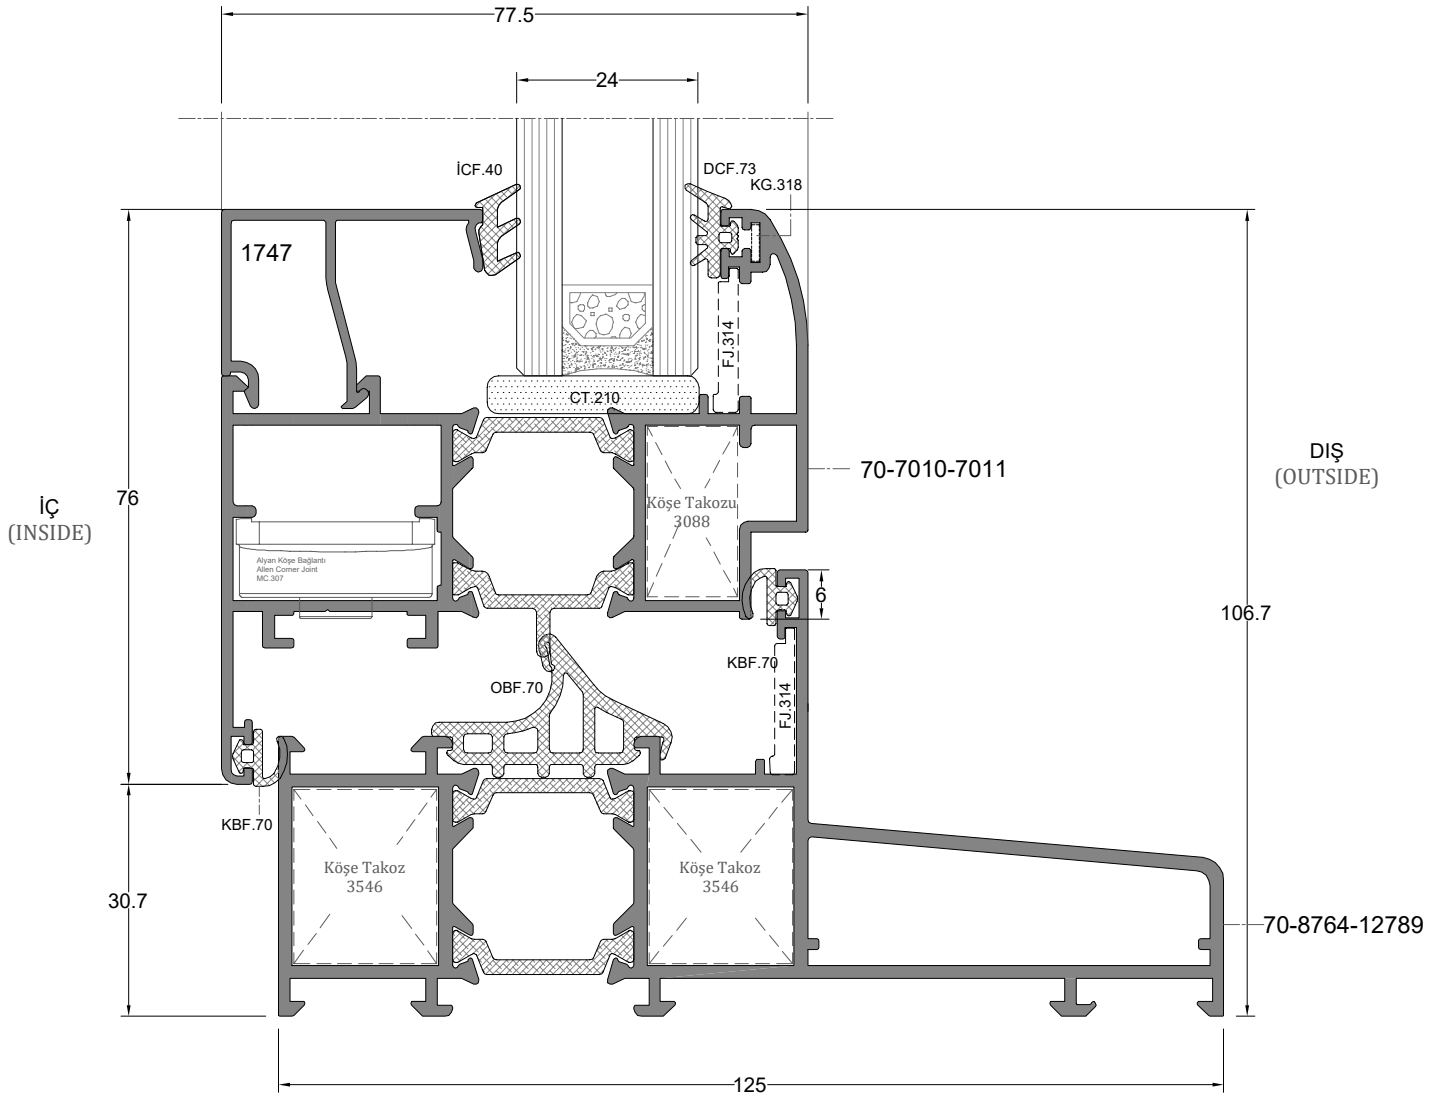 77.5
24
İCF.40
DCF.73
KG.318
1747
FJ.314
CT.210
70-7010-7011
DIŞ
(OUTSIDE)
İÇ
(INSIDE)
76
Köşe Takozu
3088
Alyan Köşe Bağlantı
Allen Corner Joint
MC.307
6
106.7
KBF.70
OBF.70
FJ.314
KBF.70
Köşe Takoz
3546
Köşe Takoz
3546
30.7
70-8764-12789
125